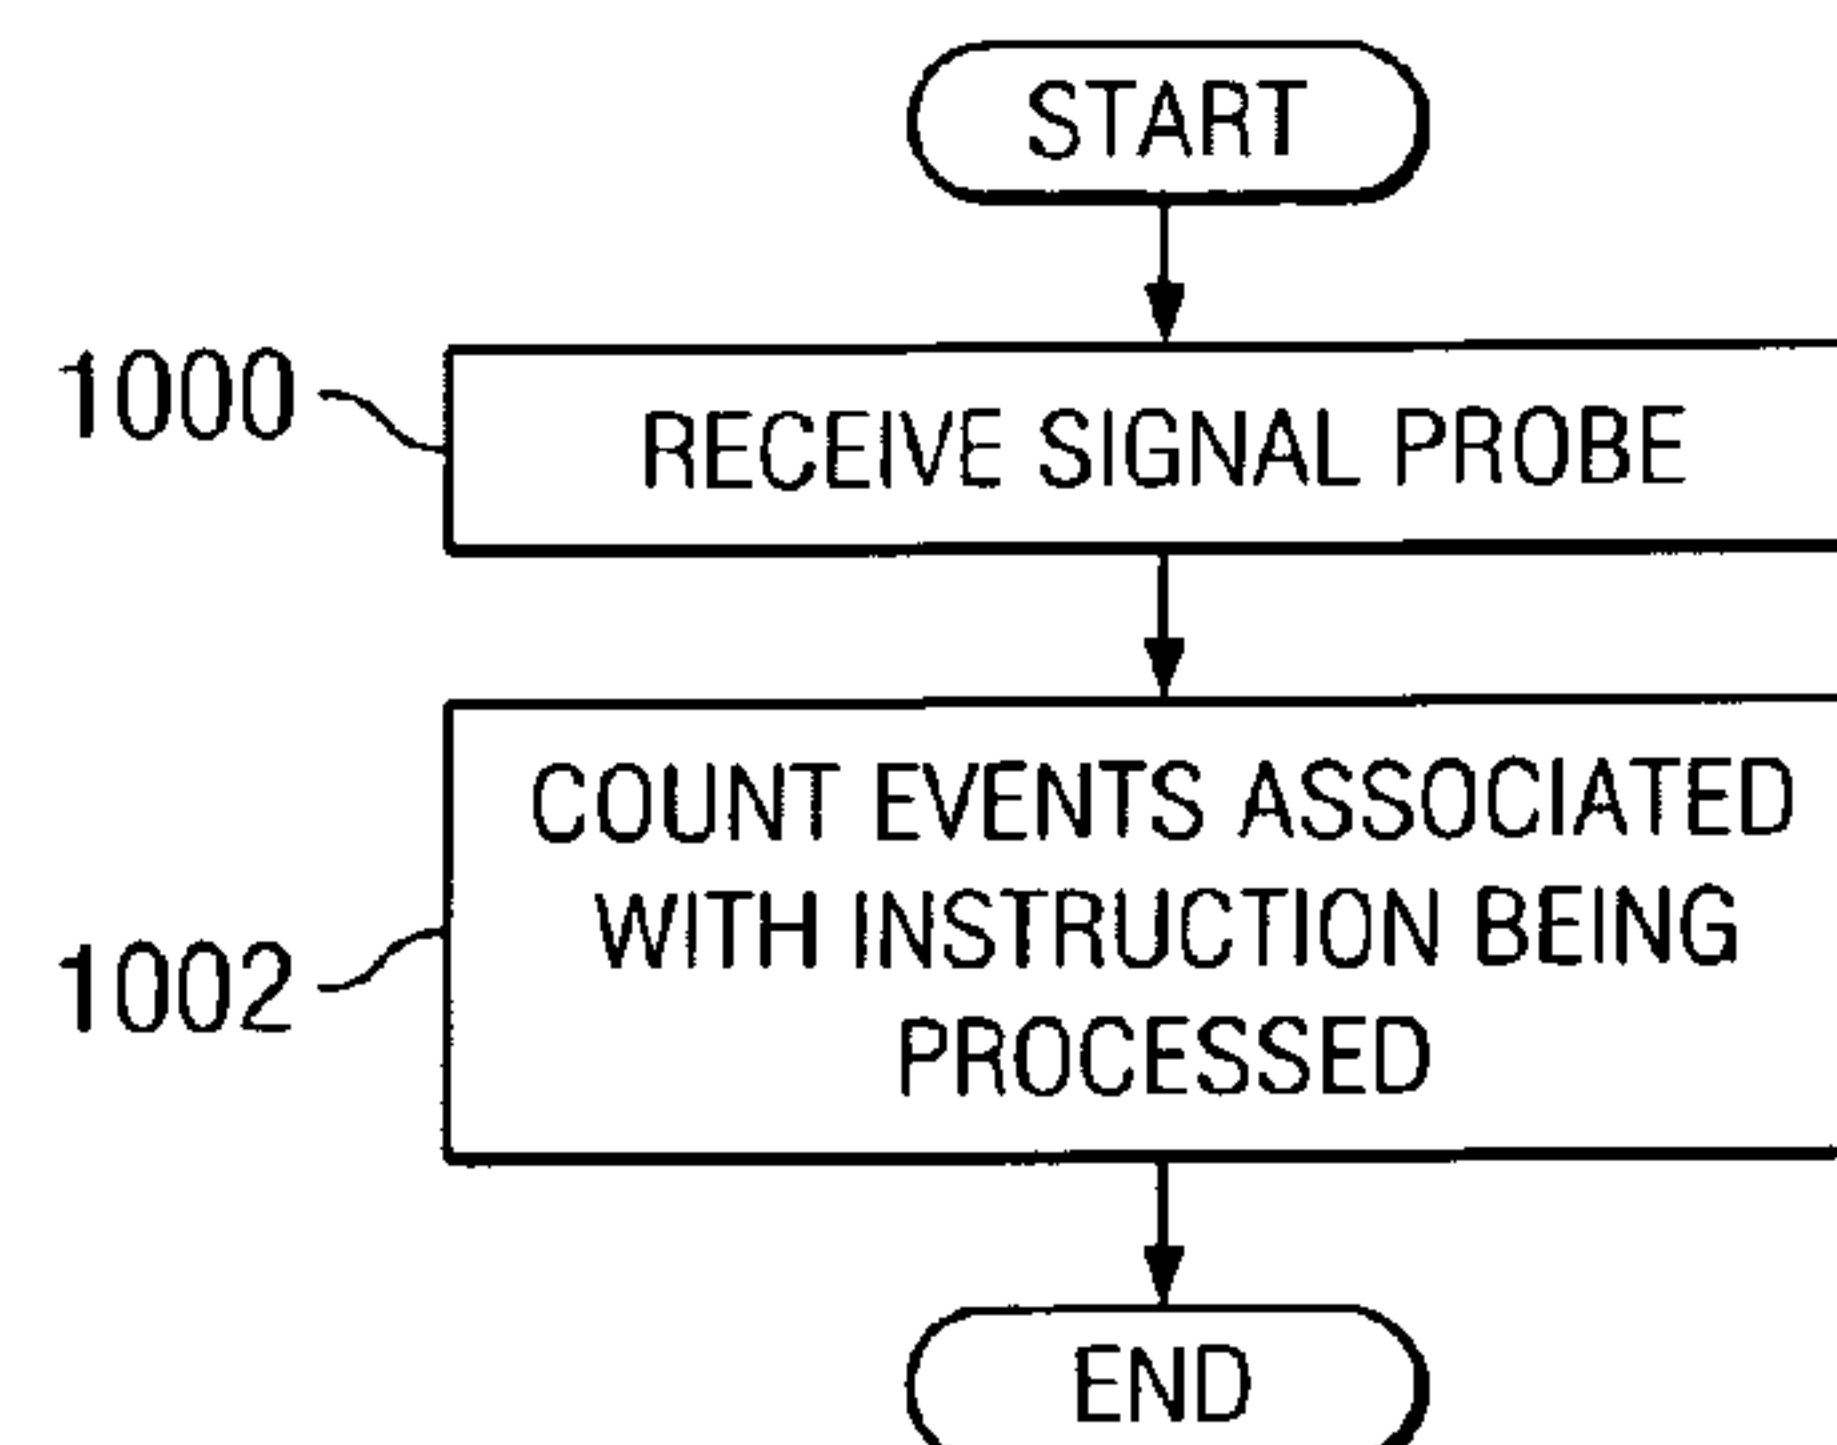 START
1000
RECEIVE SIGNAL PROBE
COUNT EVENTS ASSOCIATED
WITH INSTRUCTION BEING
1002
PROCESSED
END